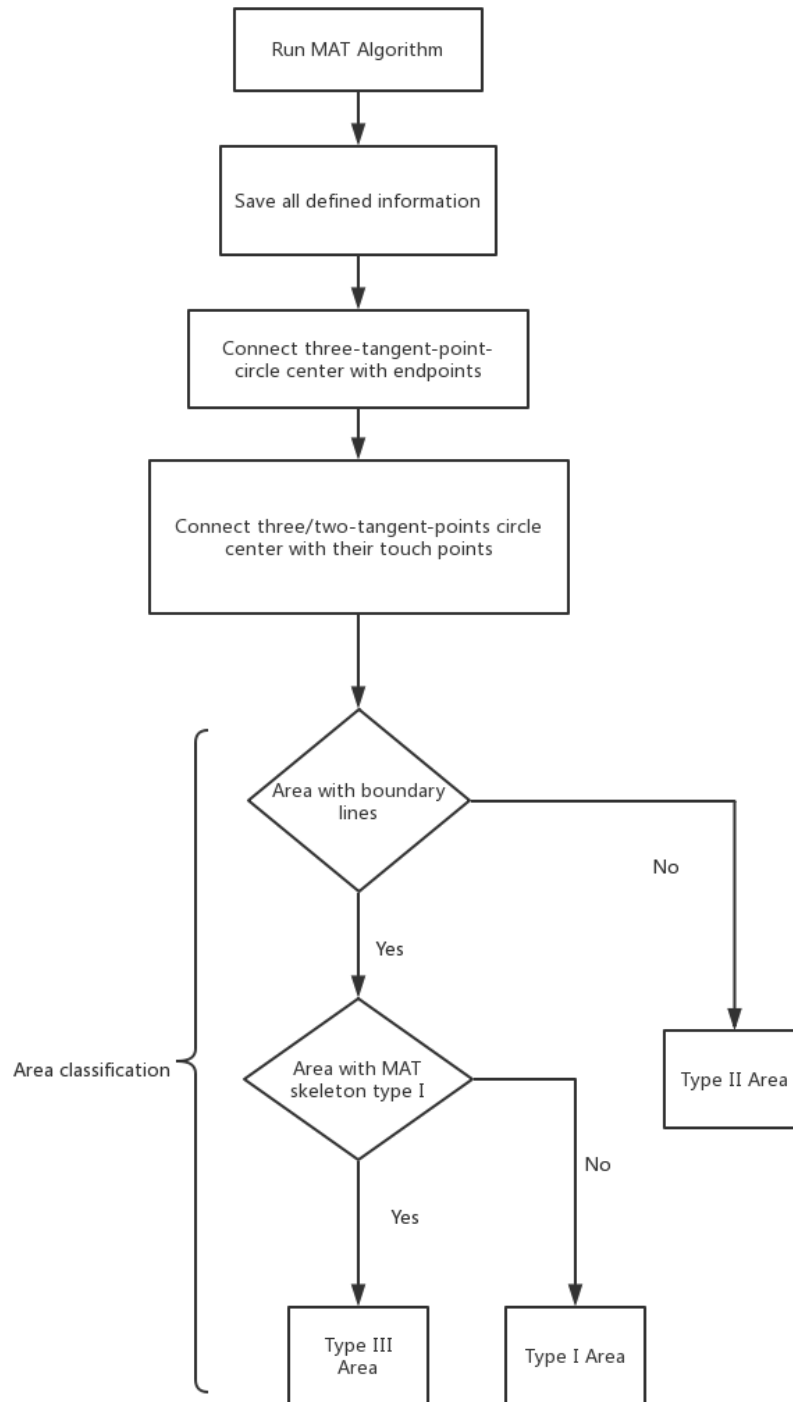 Run MAT Algorithm
Save all defined information
Connect three-tangent-point-
circle center with endpoints
Connect three/two-tangent-points circle
center with their touch points
Area with boundary
lines
No
Yes
Area classification
Area with MAT
skeleton type I
Type II Area
No
Yes
Type III
Area
Type I Area